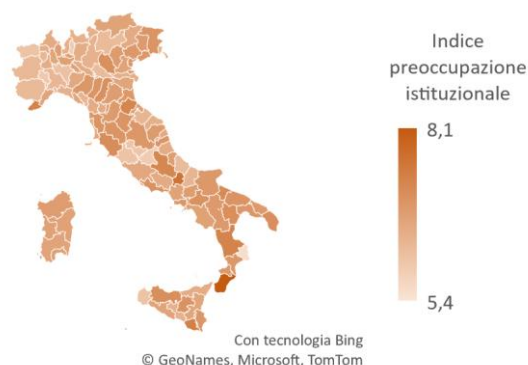 Indice
preoccupazione
istituzionale
8,1
5,4
Con tecnologia Bing
© GeoNames, Microsoft, TomTom